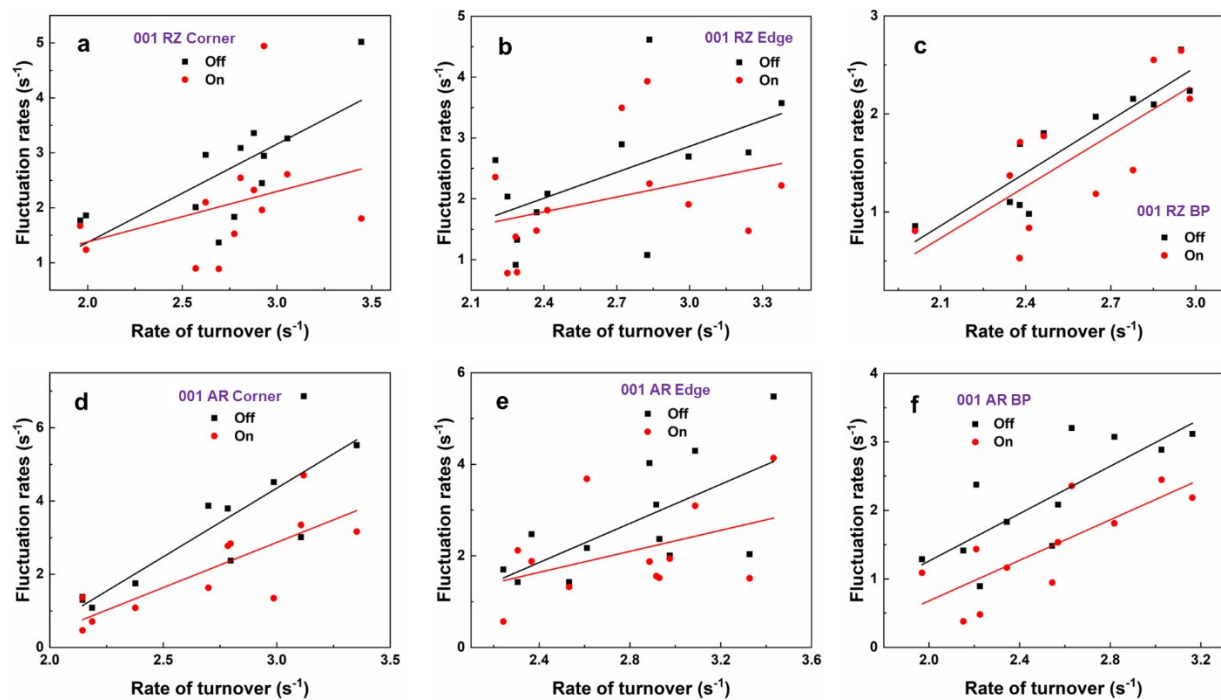 a
001 RZ Corner
Off
On
Fluctuation rates (s⁻¹)
5
4
3
2
1
2.0 2.5 3.0 3.5
Rate of turnover (s⁻¹)
b
001 RZ Edge
Off
On
Fluctuation rates (s⁻¹)
5
4
3
2
1
0
2.1 2.4 2.7 3.0 3.3
Rate of turnover (s⁻¹)
c
001 RZ BP
Off
On
Fluctuation rates (s⁻¹)
3
2
1
2.1 2.4 2.7 3.0
Rate of turnover (s⁻¹)
d
001 AR Corner
Off
On
Fluctuation rates (s⁻¹)
6
4
2
0
2.0 2.5 3.0 3.5
Rate of turnover (s⁻¹)
e
001 AR Edge
Off
On
Fluctuation rates (s⁻¹)
6
4
2
0
2.4 2.8 3.2 3.6
Rate of turnover (s⁻¹)
f
001 AR BP
Off
On
Fluctuation rates (s⁻¹)
4
3
2
1
0
2.0 2.4 2.8 3.2
Rate of turnover (s⁻¹)